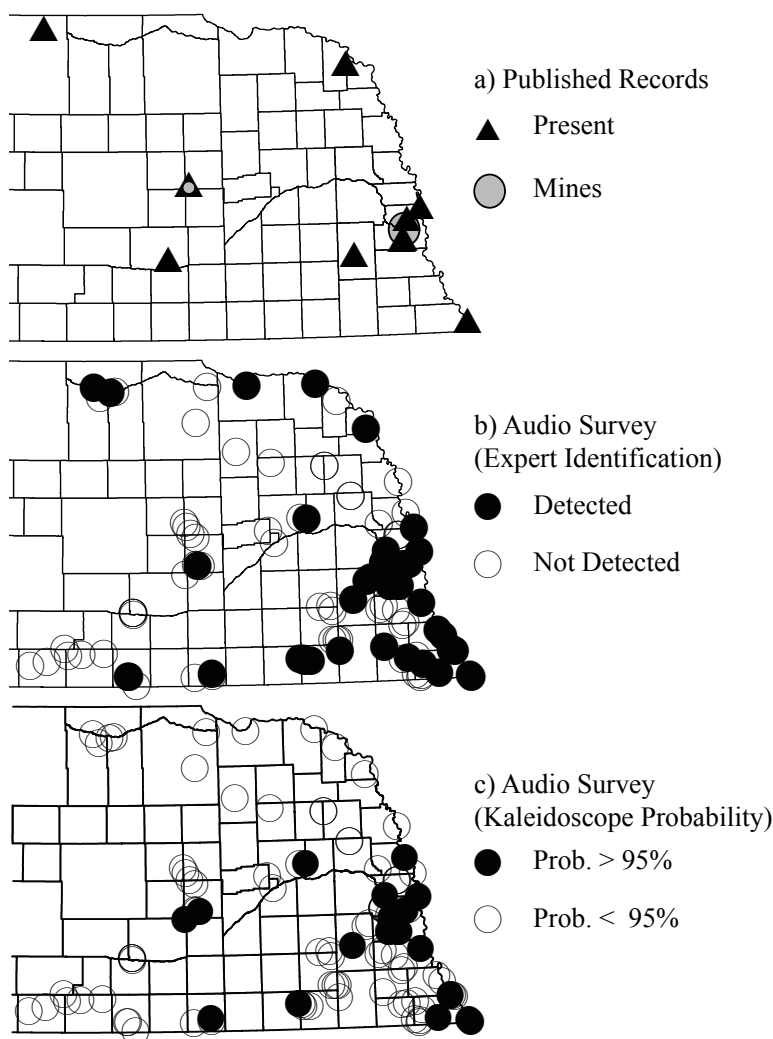 a) Published Records
Present
Mines
b) Audio Survey
(Expert Identification)
Detected
Not Detected
c) Audio Survey
(Kaleidoscope Probability)
Prob. > 95%
Prob. < 95%